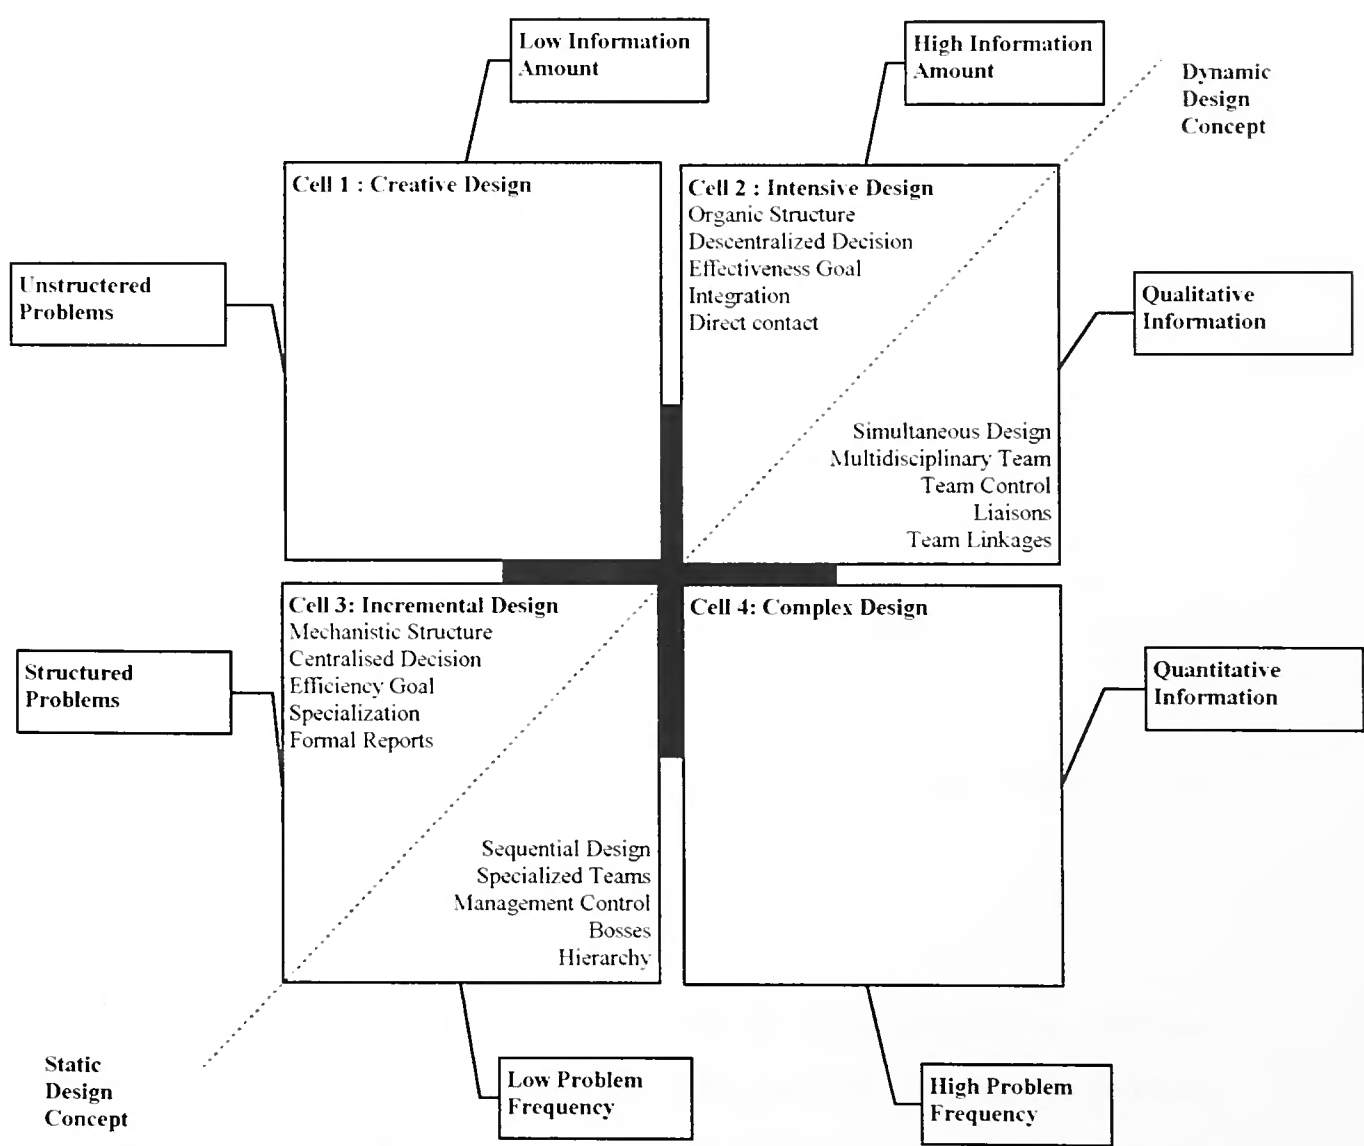 Low Information
Amount
High Information
Amount
Dynamic
Design
Concept
Cell 1 : Creative Design
Cell 2 : Intensive Design
Organic Structure
Descentralized Decision
Effectiveness Goal
Integration
Direct contact
Unstructered
Problems
Qualitative
Information
Simultaneous Design
Multidisciplinary Team
Team Control
Liaisons
Team Linkages
Cell 3: Incremental Design
Mechanistic Structure
Centralised Decision
Efficiency Goal
Specialization
Formal Reports
Cell 4: Complex Design
Structured
Problems
Quantitative
Information
Sequential Design
Specialized Teams
Management Control
Bosses
Hierarchy
Static
Design
Concept
Low Problem
Frequency
High Problem
Frequency